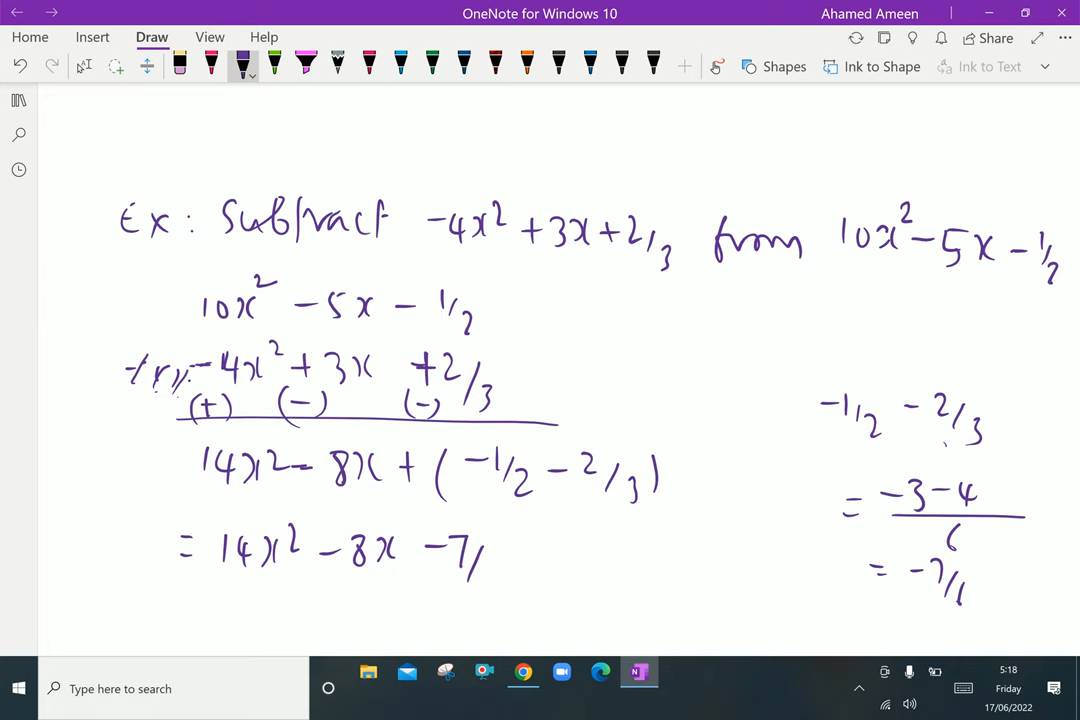 OneNote for Windows 10
Ahamed Ameen
Home Insert Draw View Help
Share
Shapes Ink to Shape Ink to Text
Ex: Subtract -4x² + 3x + 2/3 from 10x² - 5x - 1/2
10x² - 5x - 1/2
-4x² + 3x + 2/3
(+) (-) (-)
14x² - 8x + (-1/2 - 2/3)
= 14x² - 8x - 7/
-1/2 - 2/3
= -3-4
6
= -7/6
Type here to search
5:18
Friday
17/06/2022